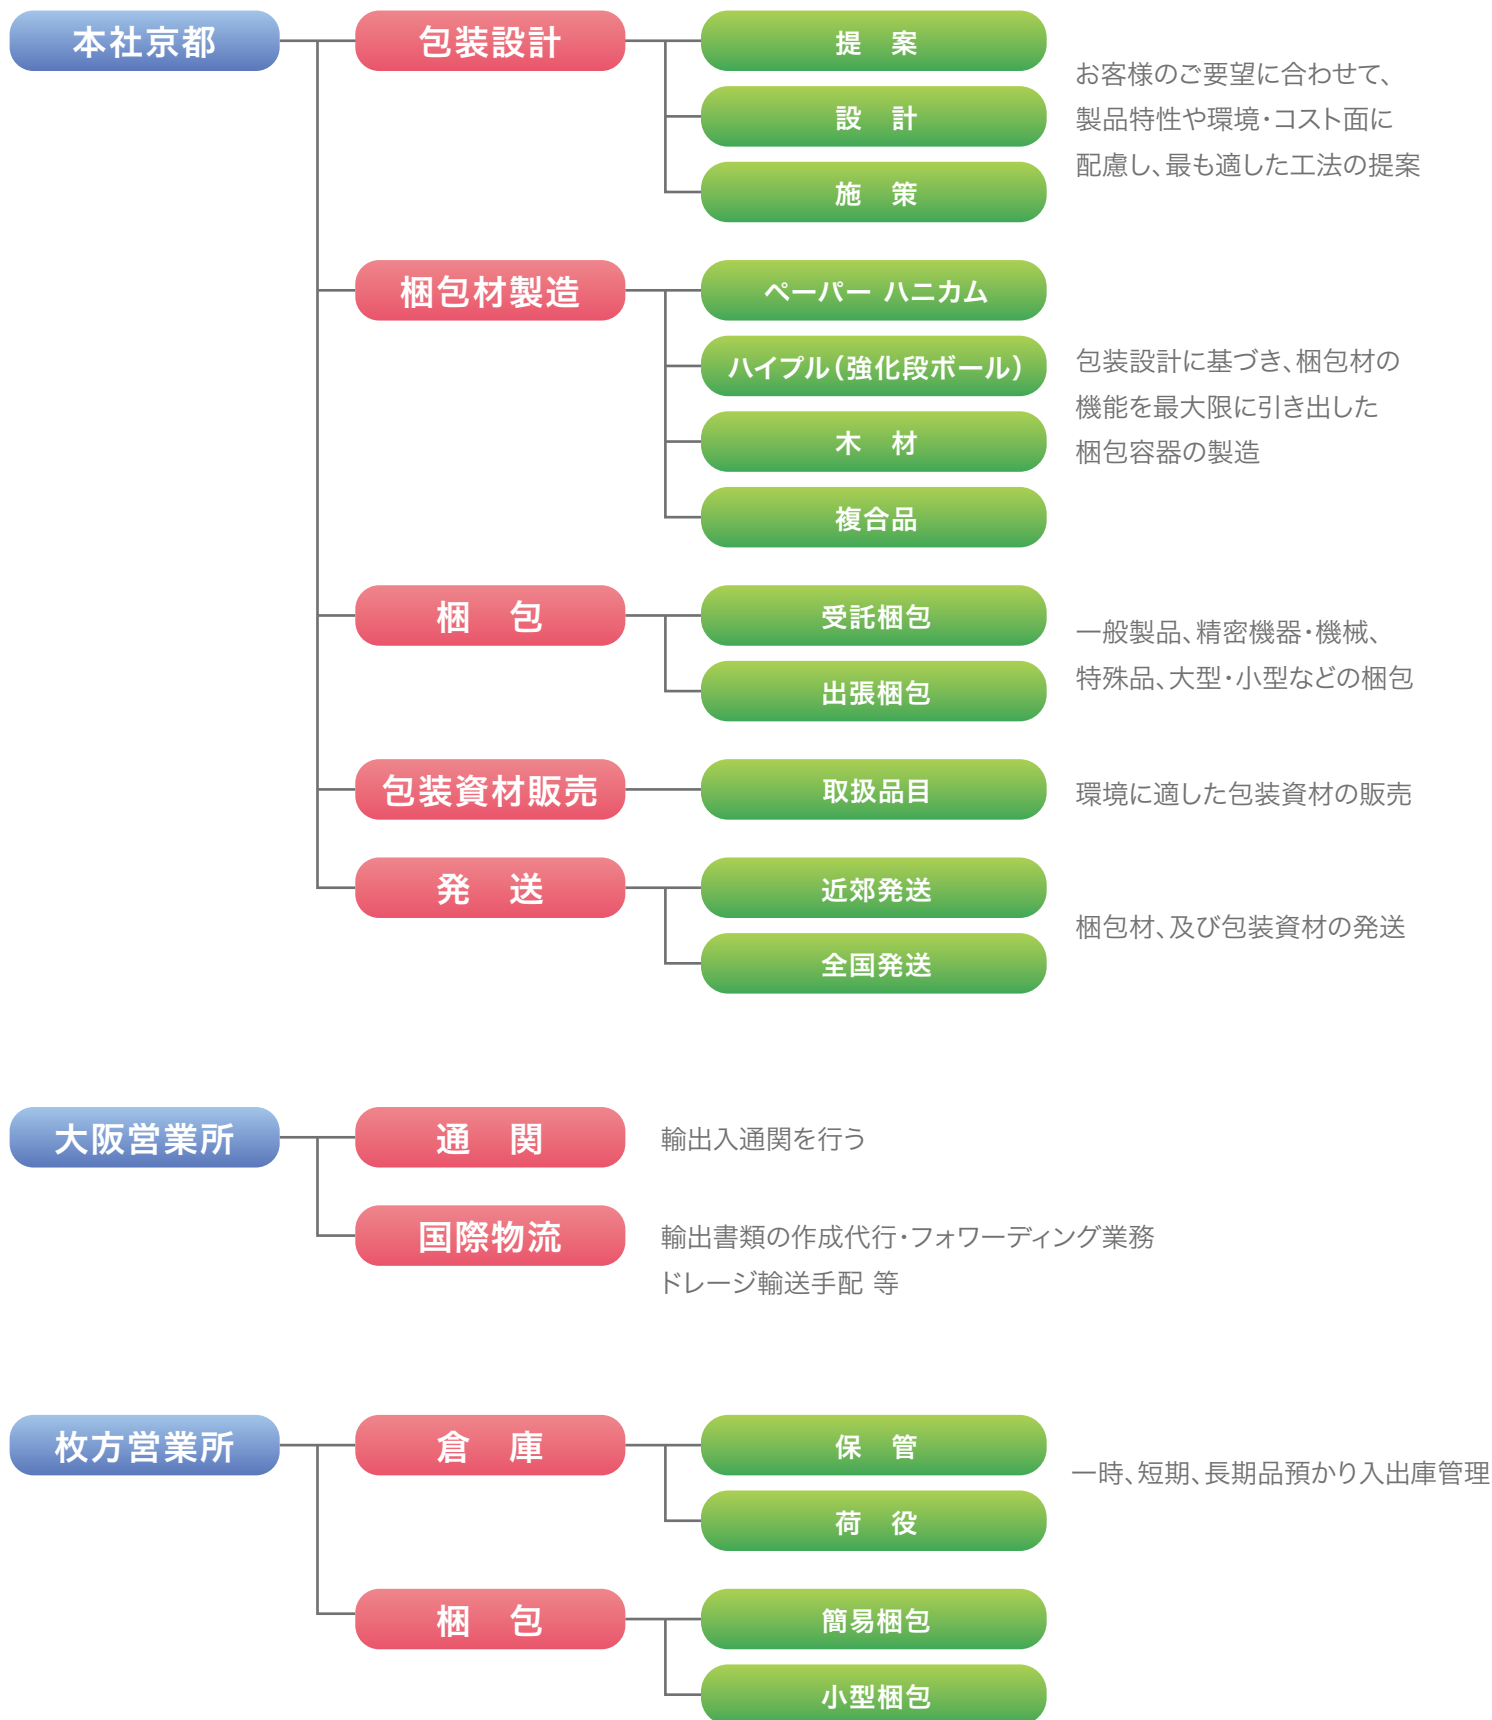 本社京都
包装設計
提　案
設　計
施　策
お客様のご要望に合わせて、
製品特性や環境・コスト面に
配慮し、最も適した工法の提案
梱包材製造
ペーパー ハニカム
ハイプル（強化段ボール）
木　材
複合品
包装設計に基づき、梱包材の
機能を最大限に引き出した
梱包容器の製造
梱　包
受託梱包
出張梱包
一般製品、精密機器・機械、
特殊品、大型・小型などの梱包
包装資材販売
取扱品目
環境に適した包装資材の販売
発　送
近郊発送
全国発送
梱包材、及び包装資材の発送
大阪営業所
通　関
輸出入通関を行う
国際物流
輸出書類の作成代行・フォワーディング業務
ドレージ輸送手配 等
枚方営業所
倉　庫
保　管
荷　役
一時、短期、長期品預かり入出庫管理
梱　包
簡易梱包
小型梱包